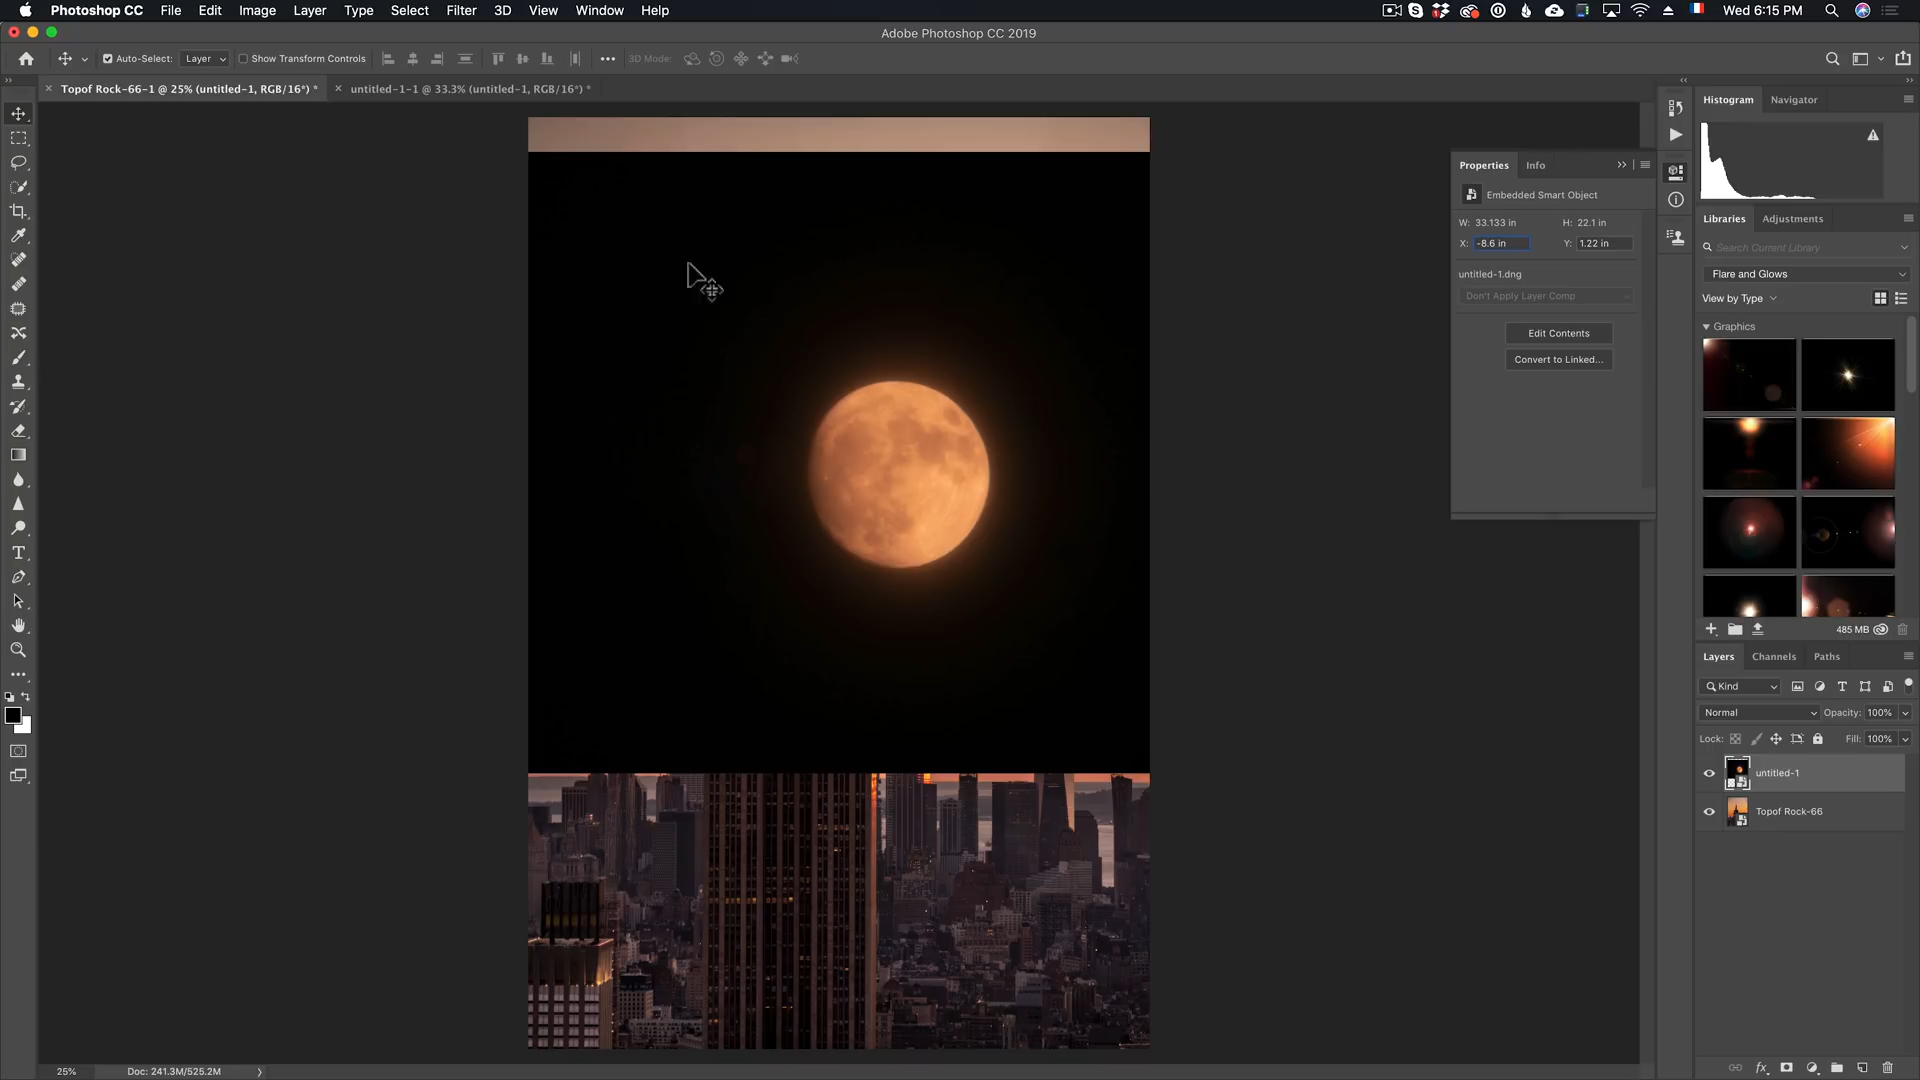 Photoshop CC File Edit Image Layer Type Select Filter 3D View Window Help Wed 6:15 PM
Adobe Photoshop CC 2019
Auto-Select: Layer Show Transform Controls 3D Mode:
Topof Rock-66-1 @ 25% (untitled-1, RGB/16*) * untitled-1-1 @ 33.3% (untitled-1, RGB/16*) *
Histogram Navigator
Properties Info
Embedded Smart Object
W: 33.133 in H: 22.1 in
X: -8.6 in Y: 1.22 in
untitled-1.dng
Don't Apply Layer Comp
Edit Contents
Convert to Linked...
Libraries Adjustments
Search Current Library
Flare and Glows
View by Type
Graphics
485 MB
Layers Channels Paths
Kind
Normal Opacity: 100%
Lock: Fill: 100%
untitled-1
Topof Rock-66
25% Doc: 241.3M/525.2M